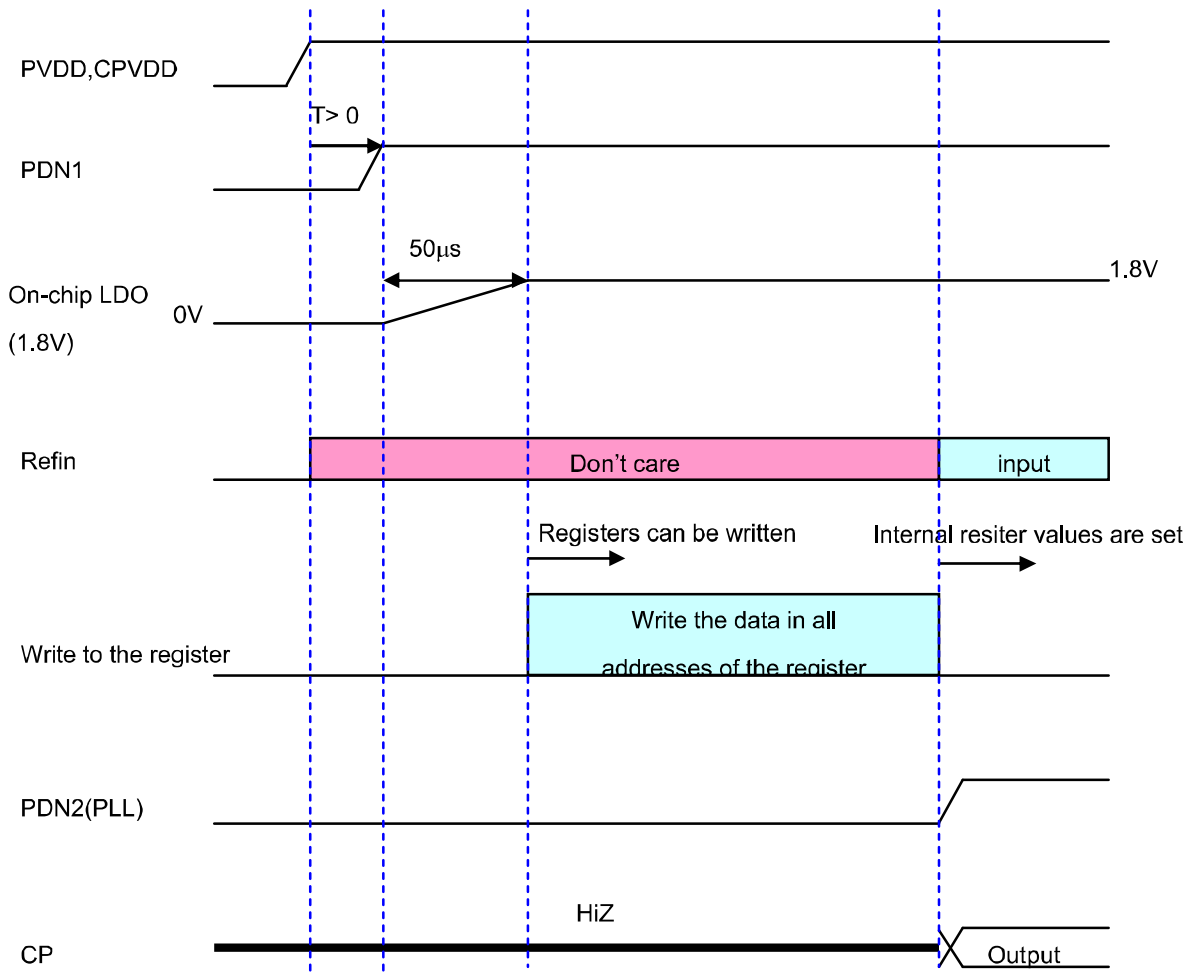 PVDD,CPVDD
T> 0
PDN1
50μs
1.8V
On-chip LDO
0V
(1.8V)
Refin
Don't care
input
Registers can be written
Internal resiter values are set
Write the data in all
Write to the register
addresses of the register
PDN2(PLL)
HiZ
CP
Output